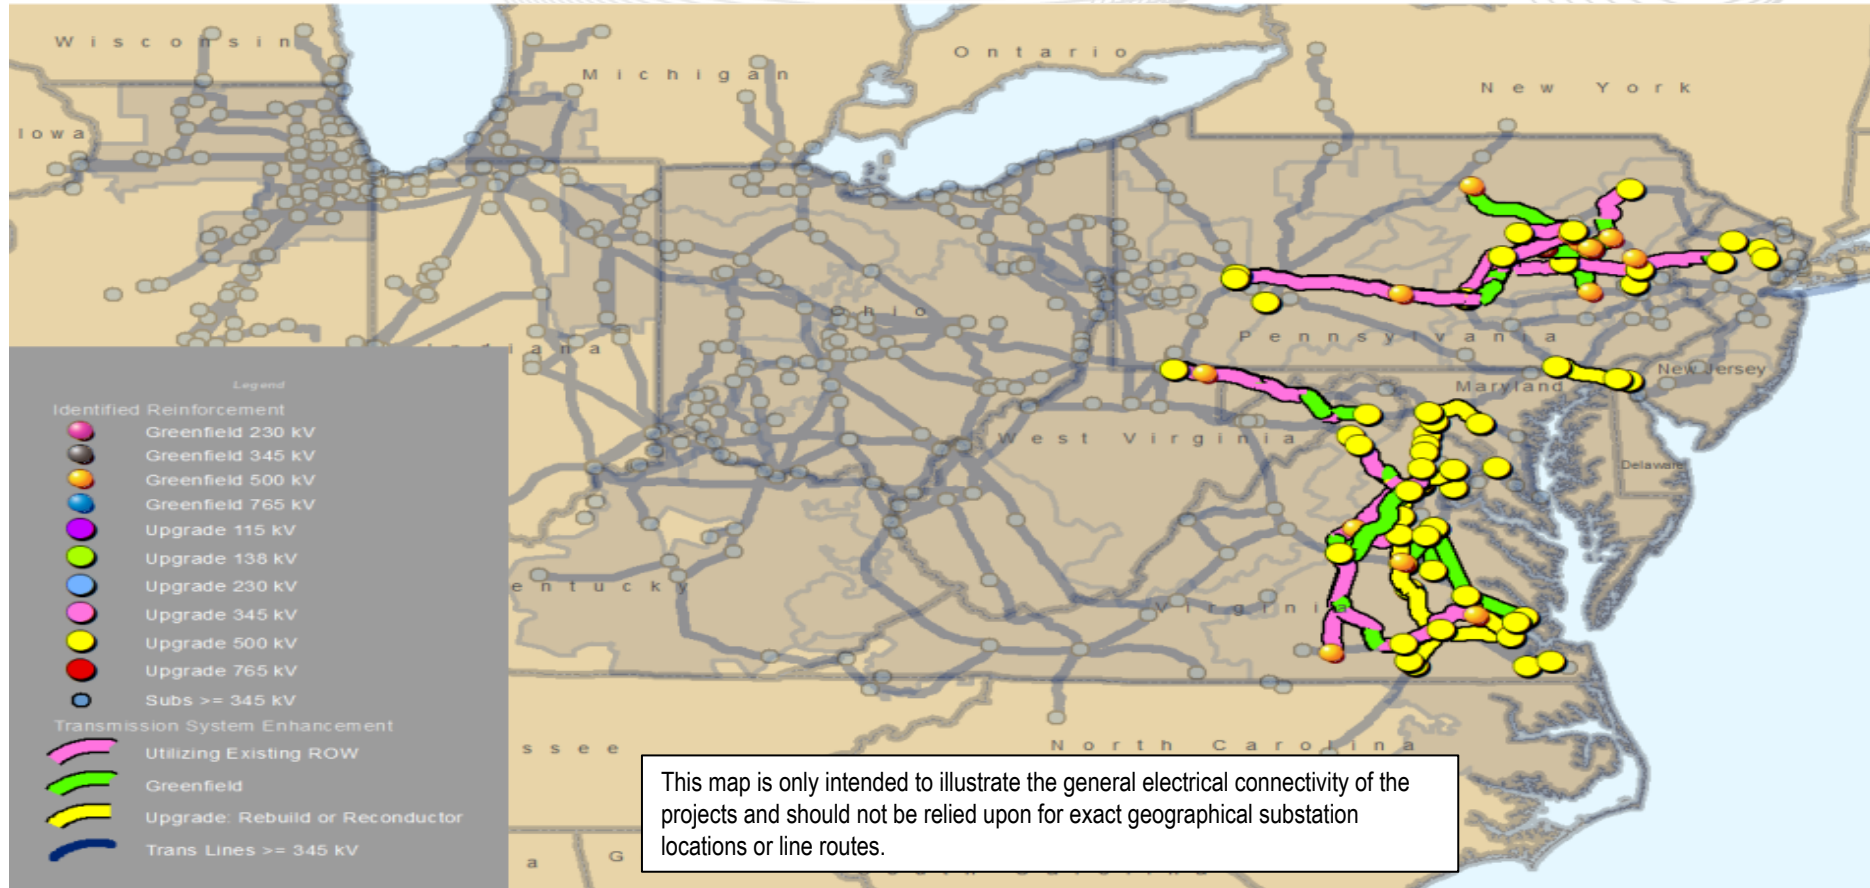 Wisconsin
Michigan
Ontario
New York
Iowa
Ohio
Pennsylvania
Maryland
New Jersey
West Virginia
Delaware
Virginia
North Carolina
Legend
Identified Reinforcement
Greenfield 230 kV
Greenfield 345 kV
Greenfield 500 kV
Greenfield 765 kV
Upgrade 115 kV
Upgrade 138 kV
Upgrade 230 kV
Upgrade 345 kV
Upgrade 500 kV
Upgrade 765 kV
Subs >= 345 kV
Transmission System Enhancement
Utilizing Existing ROW
Greenfield
Upgrade: Rebuild or Reconductor
Trans Lines >= 345 kV
diana
entucky
ssee
a
G
This map is only intended to illustrate the general electrical connectivity of the
projects and should not be relied upon for exact geographical substation
locations or line routes.